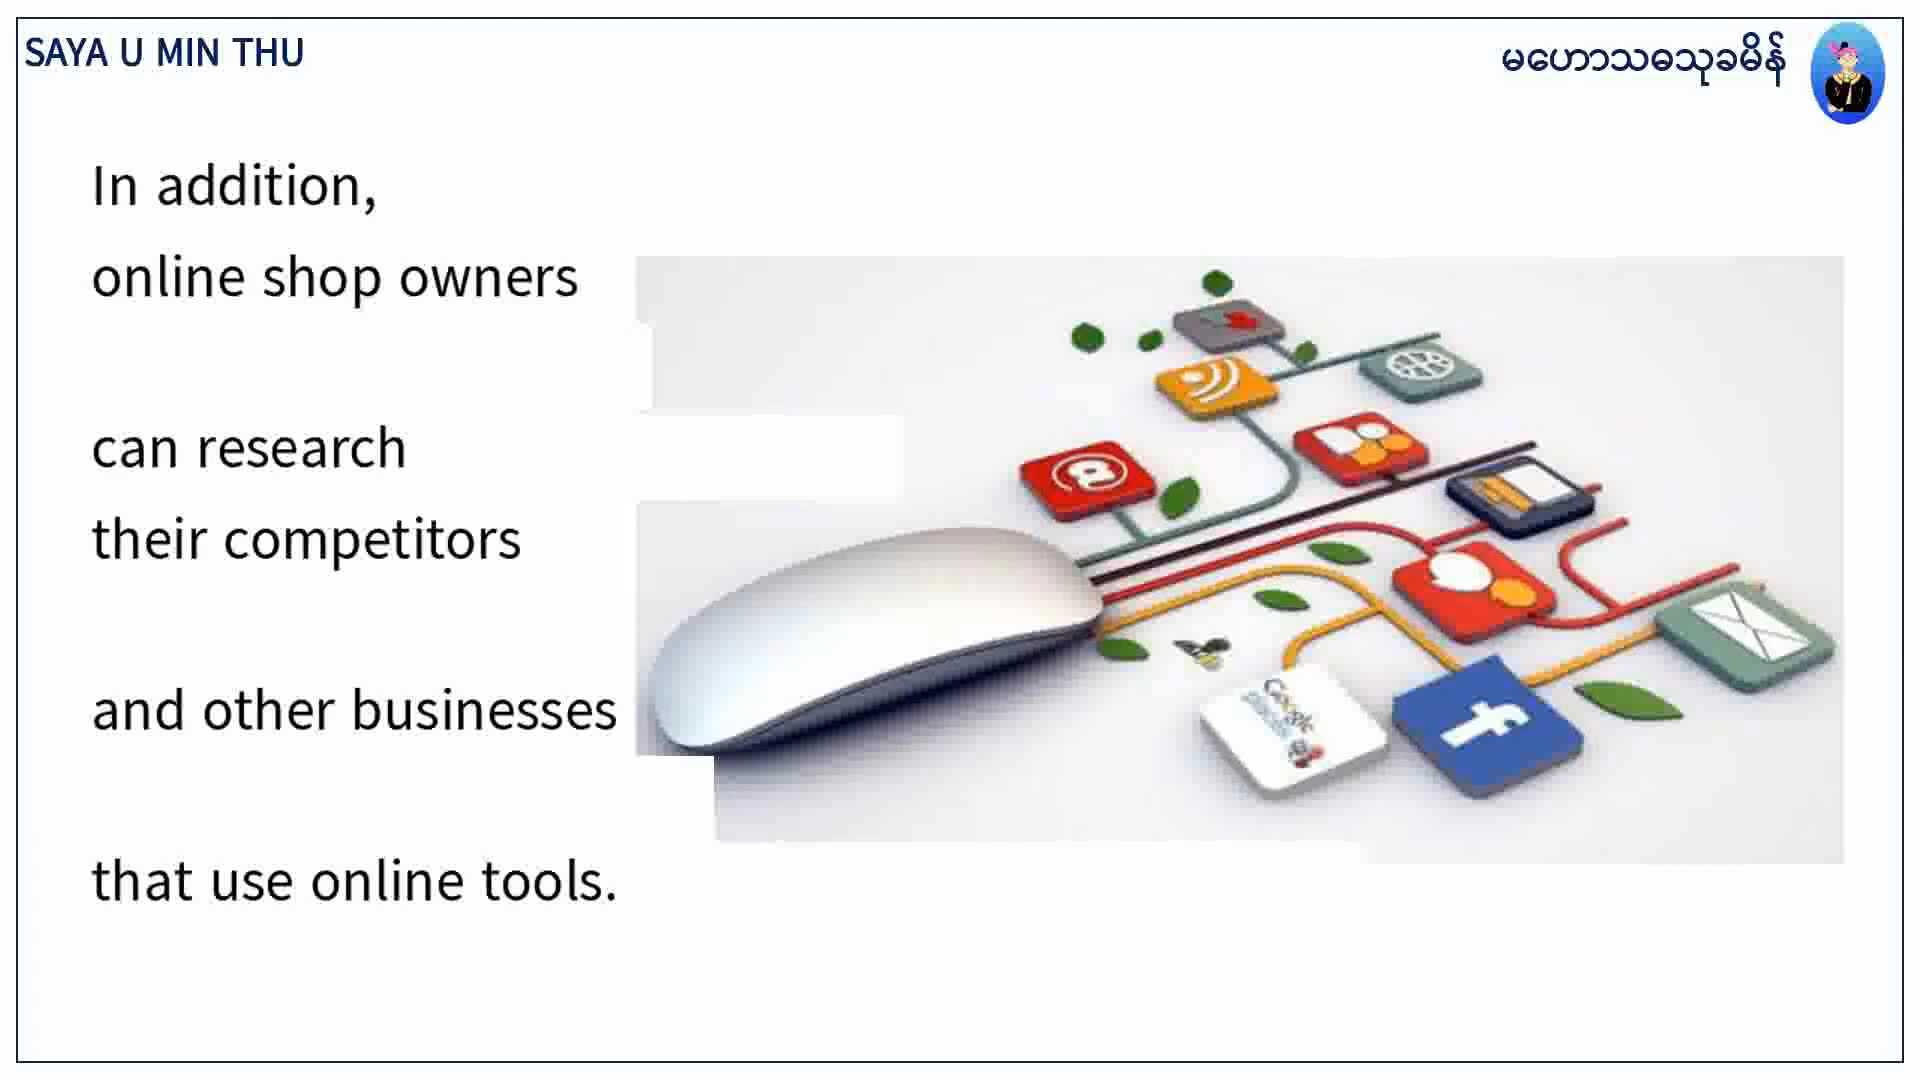 SAYA U MIN THU
မဟောသဓသုခမိန်
In addition,
online shop owners
can research
their competitors
and other businesses
that use online tools.
Google